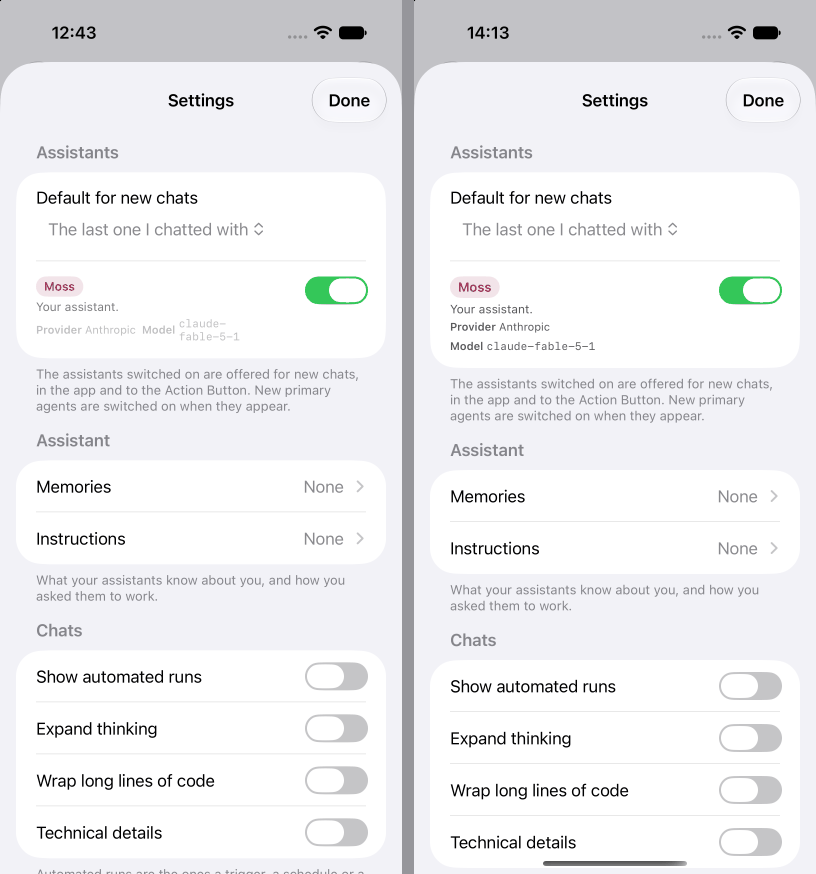 12:43
Settings
Done
Assistants
Default for new chats
The last one I chatted with
Moss
Your assistant.
Provider Anthropic Model claude-
fable-5-1
The assistants switched on are offered for new chats,
in the app and to the Action Button. New primary
agents are switched on when they appear.
Assistant
Memories None
Instructions None
What your assistants know about you, and how you
asked them to work.
Chats
Show automated runs
Expand thinking
Wrap long lines of code
Technical details
Automated runs are the ones a trigger, a schedule or a
14:13
Settings
Done
Assistants
Default for new chats
The last one I chatted with
Moss
Your assistant.
Provider Anthropic
Model claude-fable-5-1
The assistants switched on are offered for new chats,
in the app and to the Action Button. New primary
agents are switched on when they appear.
Assistant
Memories None
Instructions None
What your assistants know about you, and how you
asked them to work.
Chats
Show automated runs
Expand thinking
Wrap long lines of code
Technical details